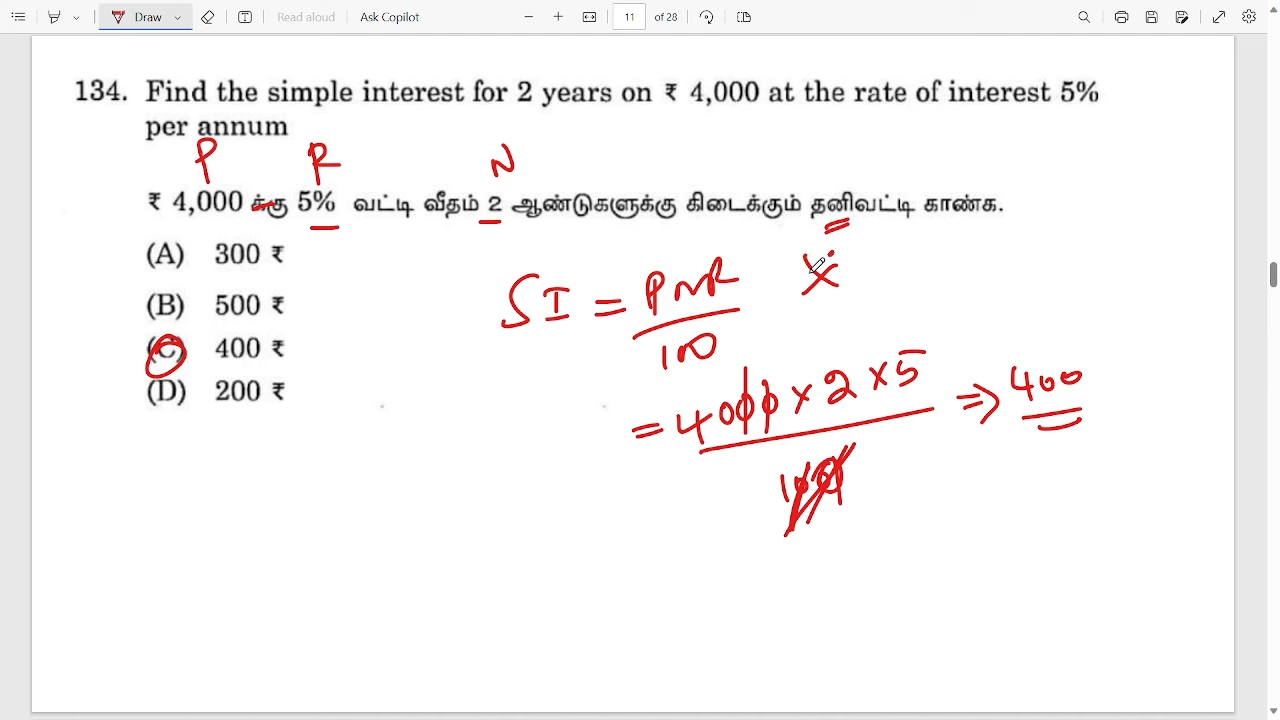 Draw
Read aloud
Ask Copilot
11
of 28
134. Find the simple interest for 2 years on ₹ 4,000 at the rate of interest 5%
per annum
P R N
₹ 4,000 க்கு 5% வட்டி வீதம் 2 ஆண்டுகளுக்கு கிடைக்கும் தனிவட்டி காண்க.
(A) 300 ₹
(B) 500 ₹
(C) 400 ₹
(D) 200 ₹
SI = PNR
100
= 4000 x 2 x 5 => 400
100